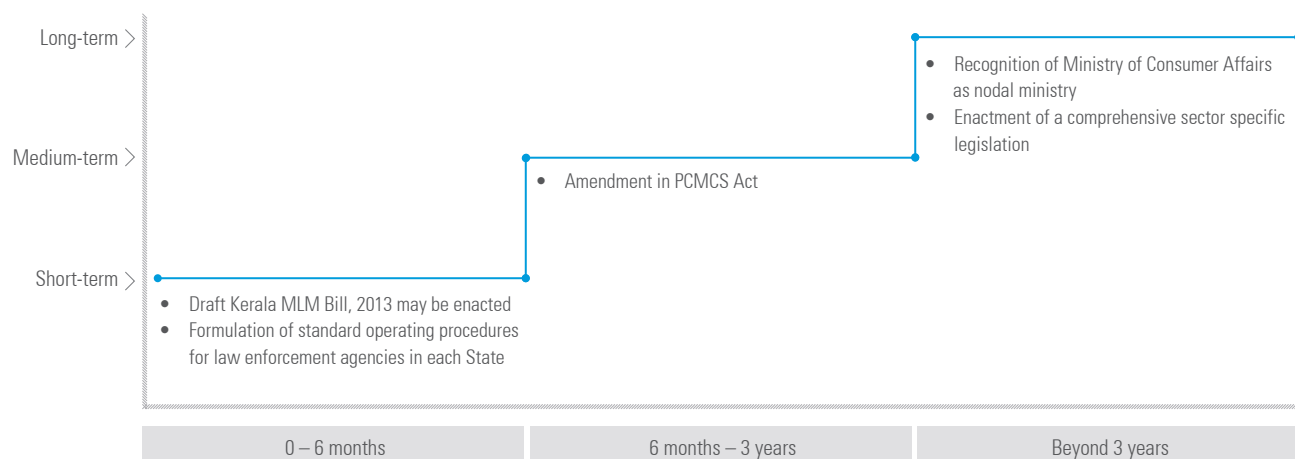 Long-term
Recognition of Ministry of Consumer Affairs
as nodal ministry
Enactment of a comprehensive sector specific
legislation
Medium-term
Amendment in PCMCS Act
Short-term
Draft Kerala MLM Bill, 2013 may be enacted
Formulation of standard operating procedures
for law enforcement agencies in each State
0 – 6 months
6 months – 3 years
Beyond 3 years